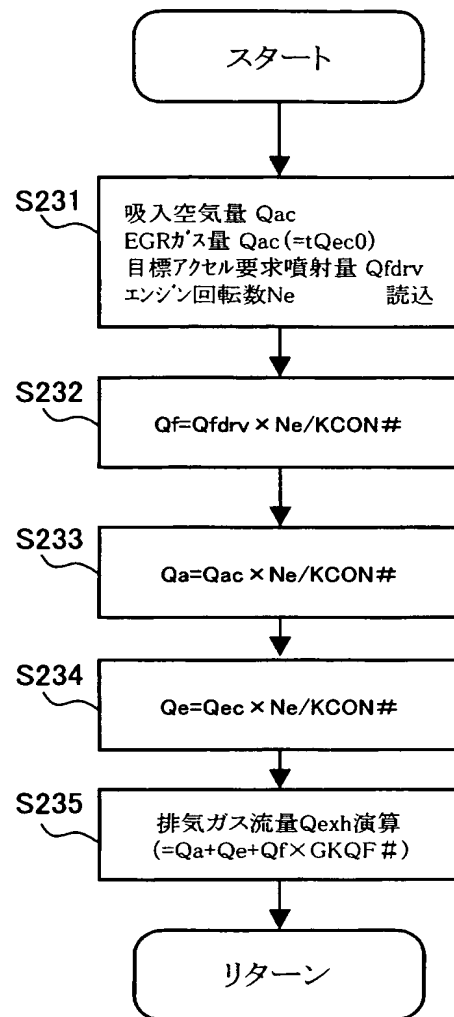 スタート
S231
吸入空気量 Qac
EGRガス量 Qac(=tQec0)
目標アクセル要求噴射量 Qfdrv
エンジン回転数Ne 読込
S232
Qf=Qfdrv×Ne/KCON#
S233
Qa=Qac×Ne/KCON#
S234
Qe=Qec×Ne/KCON#
S235
排気ガス流量Qexh演算
(=Qa+Qe+Qf×GKQF#)
リターン